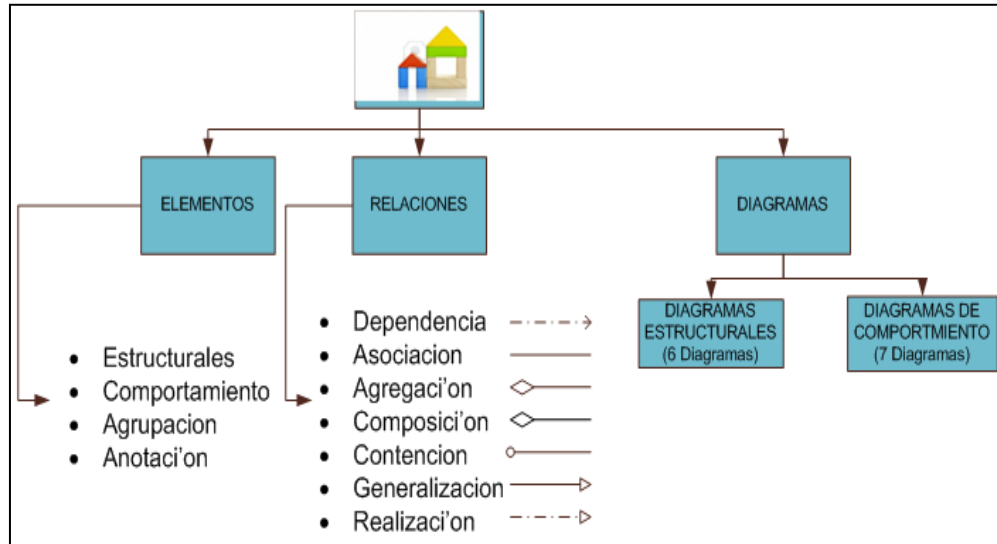 ELEMENTOS
RELACIONES
DIAGRAMAS
• Estructurales
• Comportamiento
• Agrupacion
• Anotaci'on
• Dependencia
• Asociacion
• Agregaci'on
• Composici'on
• Contencion
• Generalizacion
• Realizaci'on
DIAGRAMAS
ESTRUCTURALES
(6 Diagramas)
DIAGRAMAS DE
COMPORTMIENTO
(7 Diagramas)